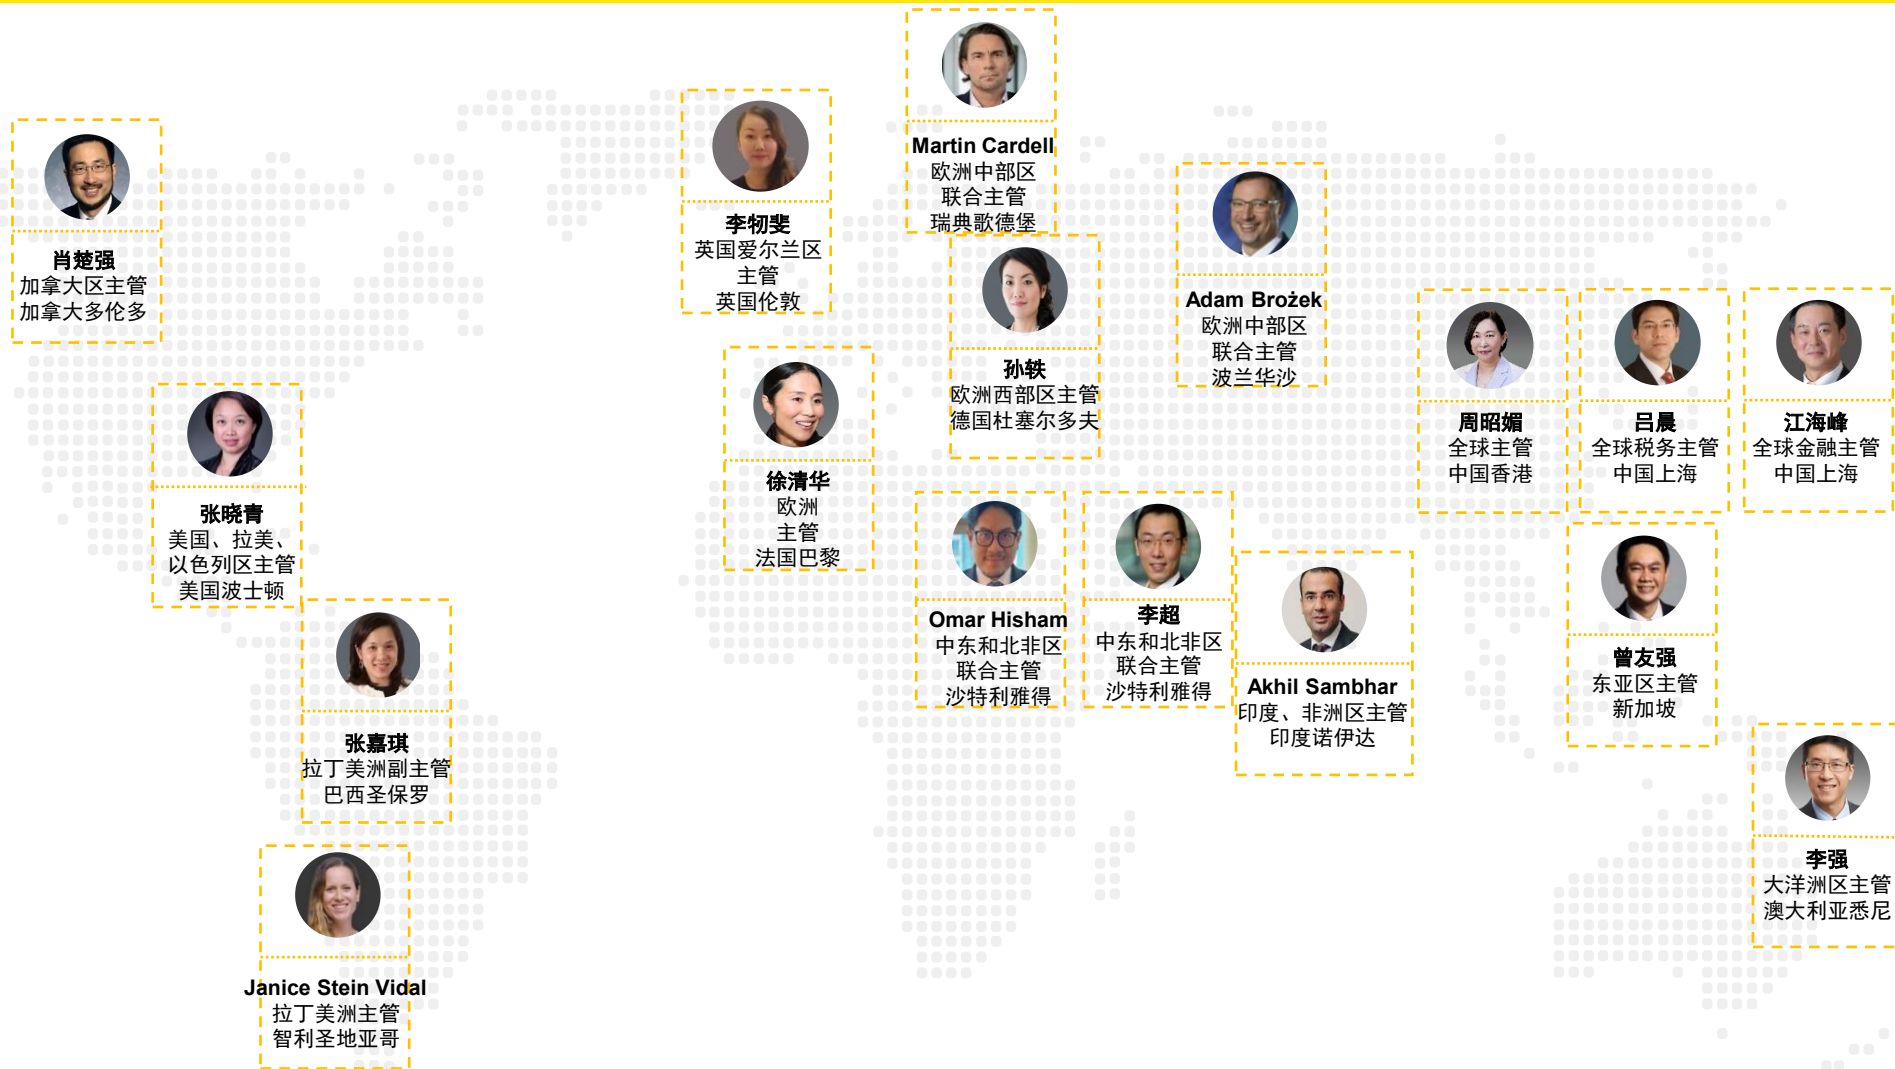 Martin Cardell
欧洲中部区
联合主管
瑞典歌德堡
肖楚强
加拿大区主管
加拿大多伦多
李牣斐
英国爱尔兰区
主管
英国伦敦
Adam Brożek
欧洲中部区
联合主管
波兰华沙
孙轶
欧洲西部区主管
德国杜塞尔多夫
周昭媚
全球主管
中国香港
吕晨
全球税务主管
中国上海
江海峰
全球金融主管
中国上海
张晓青
美国、拉美、
以色列区主管
美国波士顿
徐清华
欧洲
主管
法国巴黎
Omar Hisham
中东和北非区
联合主管
沙特利雅得
李超
中东和北非区
联合主管
沙特利雅得
Akhil Sambhar
印度、非洲区主管
印度诺伊达
曾友强
东亚区主管
新加坡
张嘉琪
拉丁美洲副主管
巴西圣保罗
李强
大洋洲区主管
澳大利亚悉尼
Janice Stein Vidal
拉丁美洲主管
智利圣地亚哥